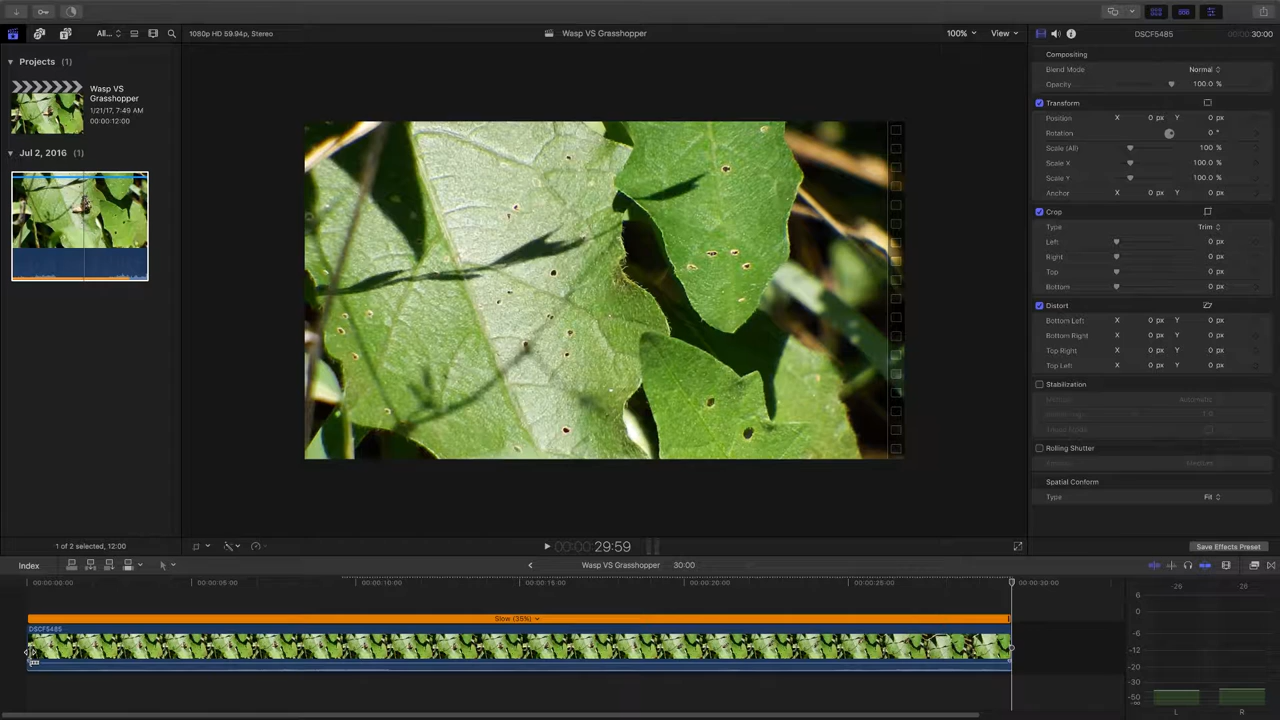 All...
1080p HD 59.94p, Stereo
Wasp VS Grasshopper
100%
View
DSCF5485
00:00:30:00
Projects (1)
Wasp VS
Grasshopper
1/21/17, 7:49 AM
00:00:12:00
Jul 2, 2016 (1)
Compositing
Blend Mode Normal
Opacity 100.0 %
Transform
Position X 0 px Y 0 px
Rotation 0 °
Scale (All) 100 %
Scale X 100.0 %
Scale Y 100.0 %
Anchor X 0 px Y 0 px
Crop
Type Trim
Left 0 px
Right 0 px
Top 0 px
Bottom 0 px
Distort
Bottom Left X 0 px Y 0 px
Bottom Right X 0 px Y 0 px
Top Right X 0 px Y 0 px
Top Left X 0 px Y 0 px
Stabilization
Automatic
Rolling Shutter
Medium
Spatial Conform
Type Fit
Save Effects Preset
1 of 2 selected, 12:00
00:00:29:59
Index
Wasp VS Grasshopper 30:00
00:00:00:00
00:00:05:00
00:00:10:00
00:00:15:00
00:00:20:00
00:00:25:00
00:00:30:00
Slow (35%)
DSCF5485
-25 26
6
0
-6
-12
-20
-30
-50
-∞
L R